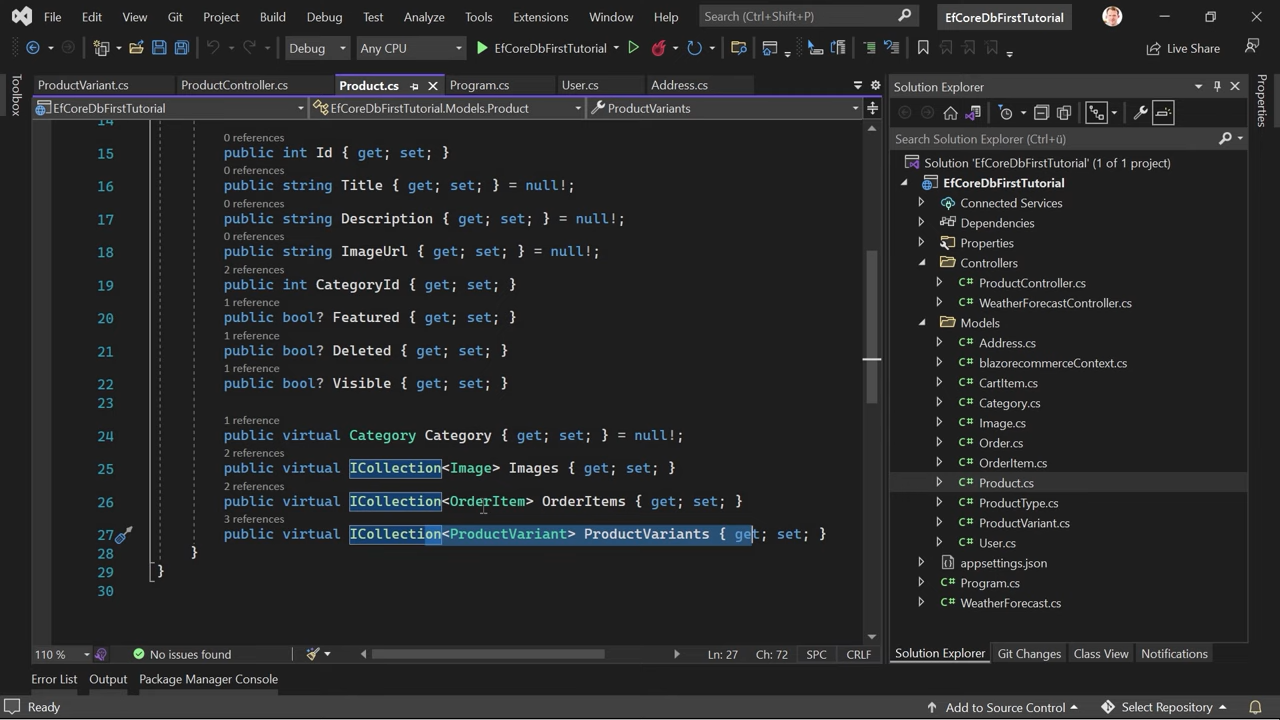 File Edit View Git Project Build Debug Test Analyze Tools Extensions Window Help Search (Ctrl+Shift+P) EfCoreDbFirstTutorial
Debug Any CPU EfCoreDbFirstTutorial Live Share
Toolbox
ProductVariant.cs ProductController.cs Product.cs Program.cs User.cs Address.cs
EfCoreDbFirstTutorial EfCoreDbFirstTutorial.Models.Product ProductVariants
14
0 references
15 public int Id { get; set; }
0 references
16 public string Title { get; set; } = null!;
0 references
17 public string Description { get; set; } = null!;
0 references
18 public string ImageUrl { get; set; } = null!;
2 references
19 public int CategoryId { get; set; }
1 reference
20 public bool? Featured { get; set; }
1 reference
21 public bool? Deleted { get; set; }
1 reference
22 public bool? Visible { get; set; }
23
1 reference
24 public virtual Category Category { get; set; } = null!;
2 references
25 public virtual ICollection<Image> Images { get; set; }
2 references
26 public virtual ICollection<OrderItem> OrderItems { get; set; }
3 references
27 public virtual ICollection<ProductVariant> ProductVariants { get; set; }
28 }
29 }
30
110 % No issues found Ln: 27 Ch: 72 SPC CRLF
Solution Explorer
Search Solution Explorer (Ctrl+ü)
Solution 'EfCoreDbFirstTutorial' (1 of 1 project)
EfCoreDbFirstTutorial
Connected Services
Dependencies
Properties
Controllers
C# ProductController.cs
C# WeatherForecastController.cs
Models
C# Address.cs
C# blazorecommerceContext.cs
C# CartItem.cs
C# Category.cs
C# Image.cs
C# Order.cs
C# OrderItem.cs
C# Product.cs
C# ProductType.cs
C# ProductVariant.cs
C# User.cs
appsettings.json
C# Program.cs
C# WeatherForecast.cs
Solution Explorer Git Changes Class View Notifications
Properties
Error List Output Package Manager Console
Ready Add to Source Control Select Repository